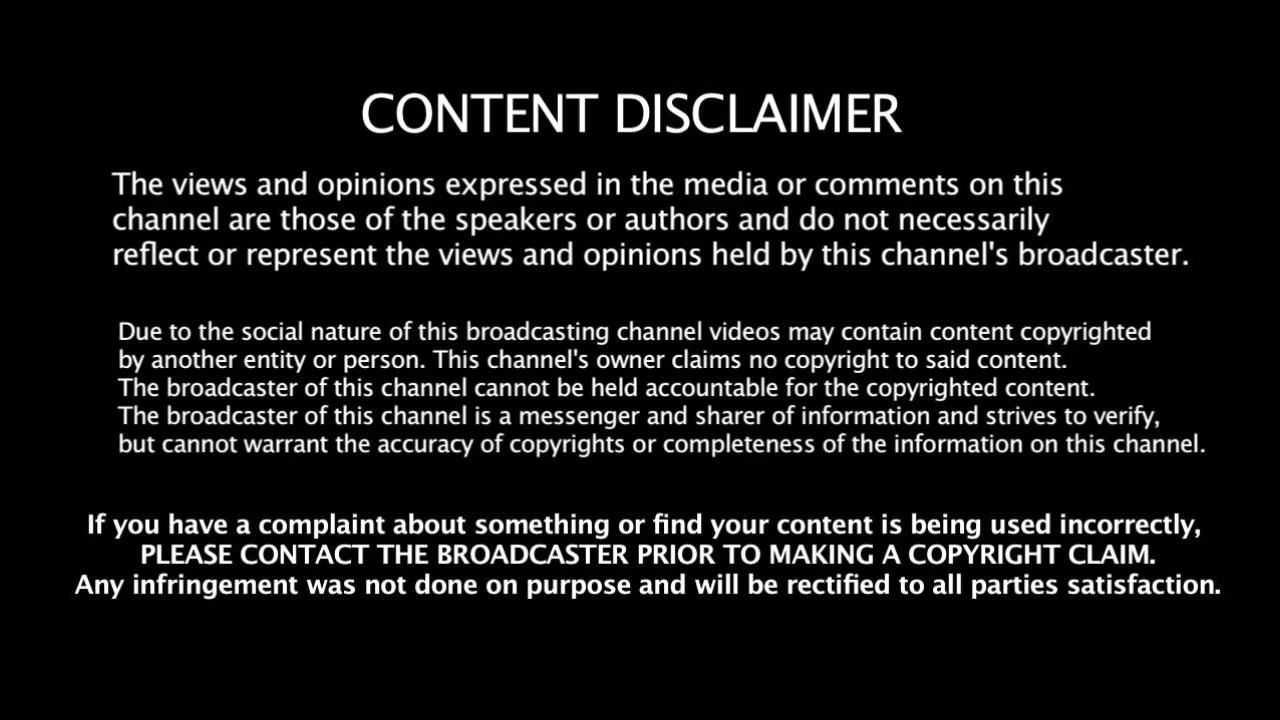 CONTENT DISCLAIMER
The views and opinions expressed in the media or comments on this
channel are those of the speakers or authors and do not necessarily
reflect or represent the views and opinions held by this channel's broadcaster.
Due to the social nature of this broadcasting channel videos may contain content copyrighted
by another entity or person. This channel's owner claims no copyright to said content.
The broadcaster of this channel cannot be held accountable for the copyrighted content.
The broadcaster of this channel is a messenger and sharer of information and strives to verify,
but cannot warrant the accuracy of copyrights or completeness of the information on this channel.
If you have a complaint about something or find your content is being used incorrectly,
PLEASE CONTACT THE BROADCASTER PRIOR TO MAKING A COPYRIGHT CLAIM.
Any infringement was not done on purpose and will be rectified to all parties satisfaction.